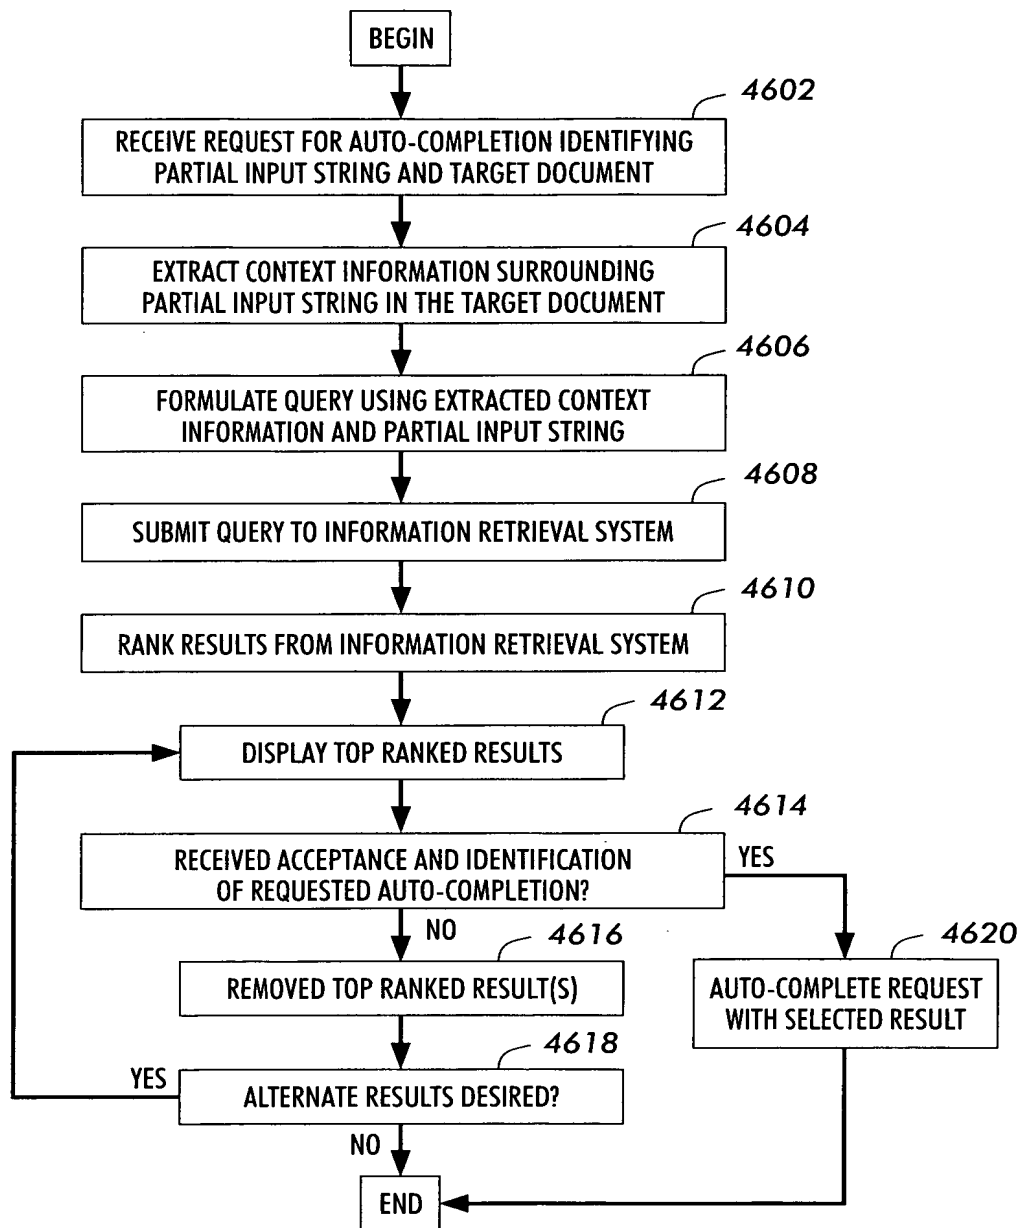 BEGIN
4602
RECEIVE REQUEST FOR AUTO-COMPLETION IDENTIFYING
PARTIAL INPUT STRING AND TARGET DOCUMENT
4604
EXTRACT CONTEXT INFORMATION SURROUNDING
PARTIAL INPUT STRING IN THE TARGET DOCUMENT
4606
FORMULATE QUERY USING EXTRACTED CONTEXT
INFORMATION AND PARTIAL INPUT STRING
4608
SUBMIT QUERY TO INFORMATION RETRIEVAL SYSTEM
4610
RANK RESULTS FROM INFORMATION RETRIEVAL SYSTEM
4612
DISPLAY TOP RANKED RESULTS
4614
RECEIVED ACCEPTANCE AND IDENTIFICATION
OF REQUESTED AUTO-COMPLETION?
YES
NO
4616
REMOVED TOP RANKED RESULT(S)
4620
AUTO-COMPLETE REQUEST
WITH SELECTED RESULT
4618
YES
ALTERNATE RESULTS DESIRED?
NO
END